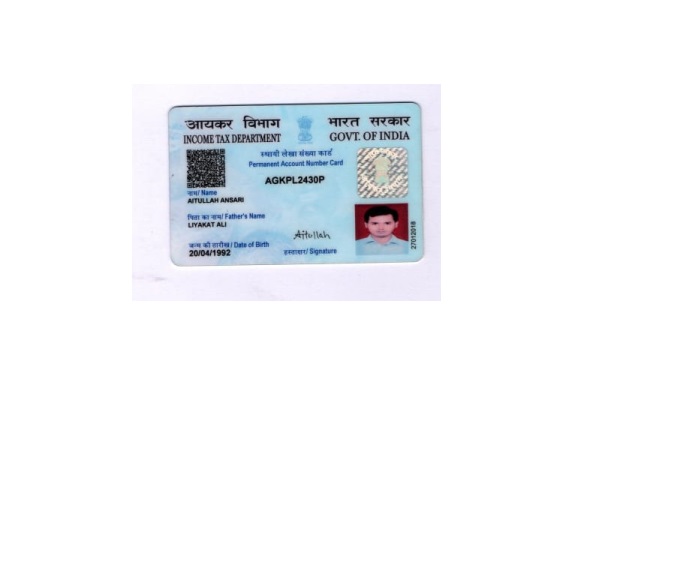 आयकर विभाग
INCOME TAX DEPARTMENT
भारत सरकार
GOVT. OF INDIA
स्थायी लेखा संख्या कार्ड
Permanent Account Number Card
AGKPL2430P
नाम/ Name
AITULLAH ANSARI
पिता का नाम/ Father's Name
LIYAKAT ALI
जन्म की तारीख/ Date of Birth
20/04/1992
Aitullah
हस्ताक्षर/ Signature
27012018